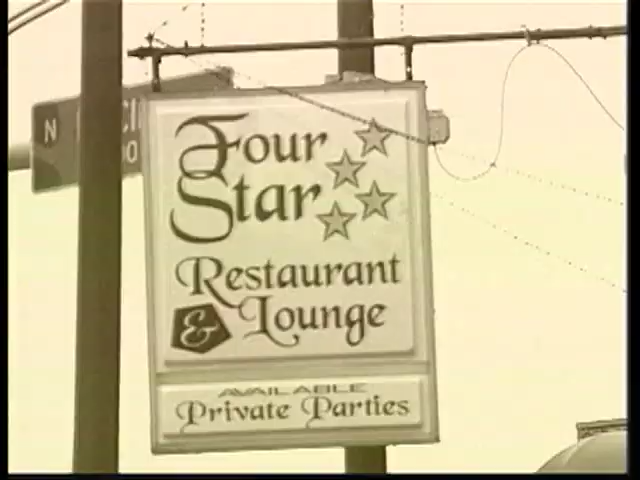 Four
Star
Restaurant
& Lounge
AVAILABLE
Private Parties
N